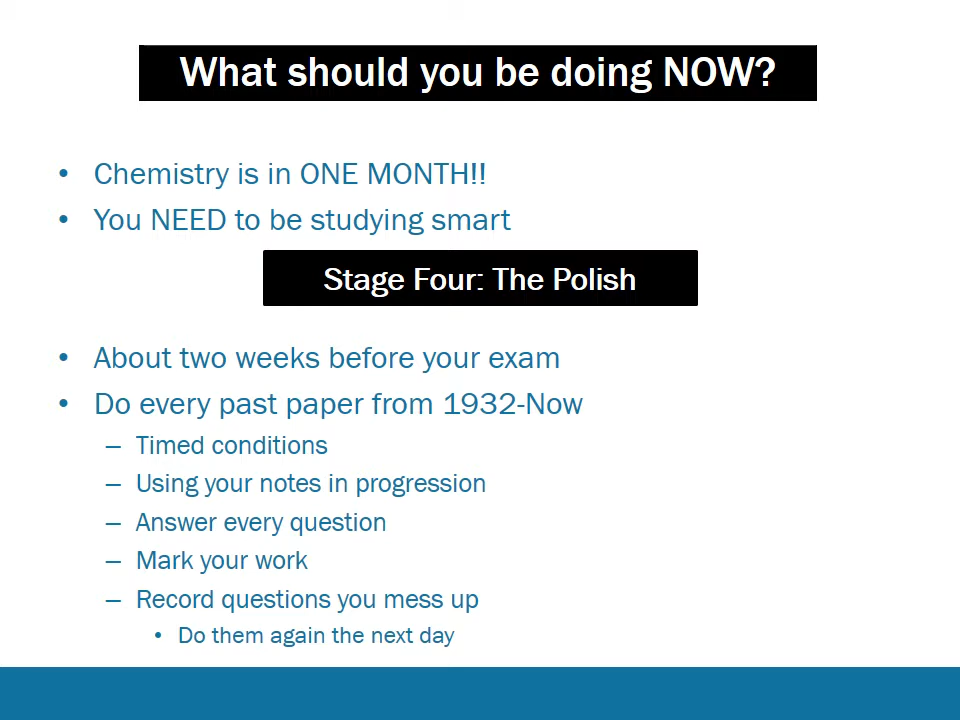 What should you be doing NOW?
• Chemistry is in ONE MONTH!!
• You NEED to be studying smart
Stage Four: The Polish
• About two weeks before your exam
• Do every past paper from 1932-Now
– Timed conditions
– Using your notes in progression
– Answer every question
– Mark your work
– Record questions you mess up
• Do them again the next day